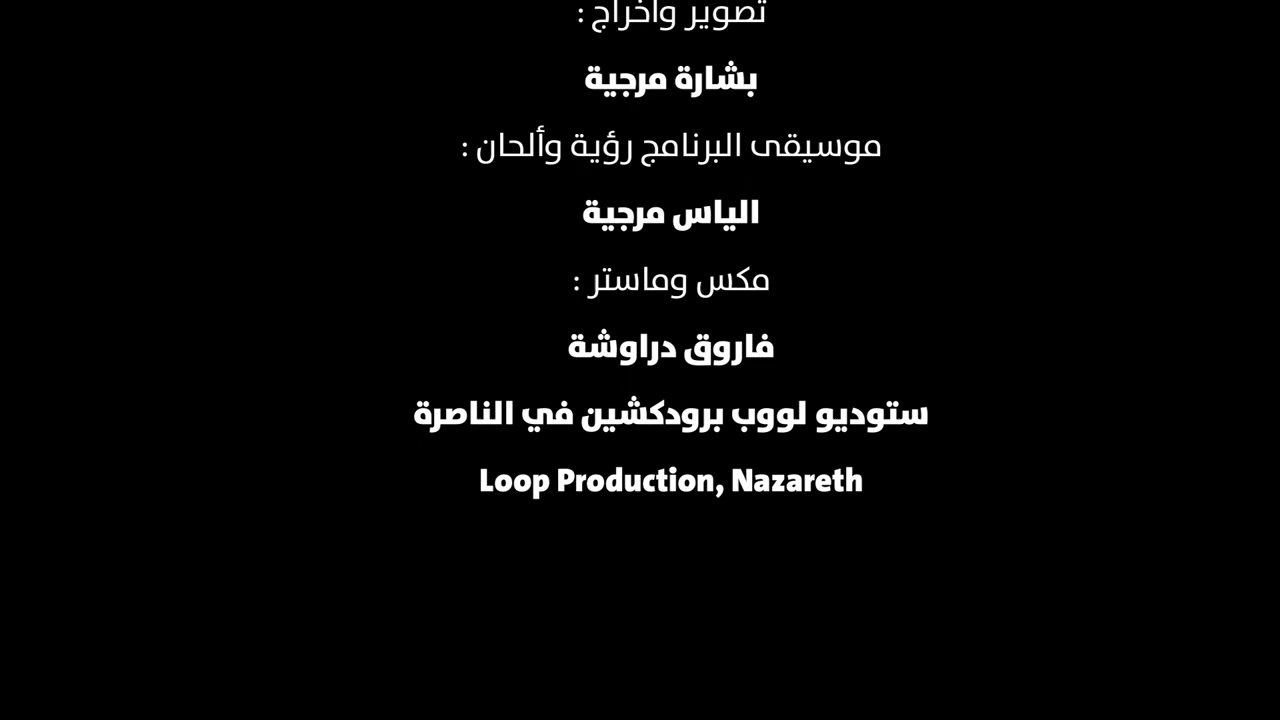 تصوير واخراج :
بشارة مرجية
موسيقى البرنامج رؤية وألحان :
الياس مرجية
مكس وماستر :
فاروق دراوشة
ستوديو لووب برودكشين في الناصرة
Loop Production, Nazareth